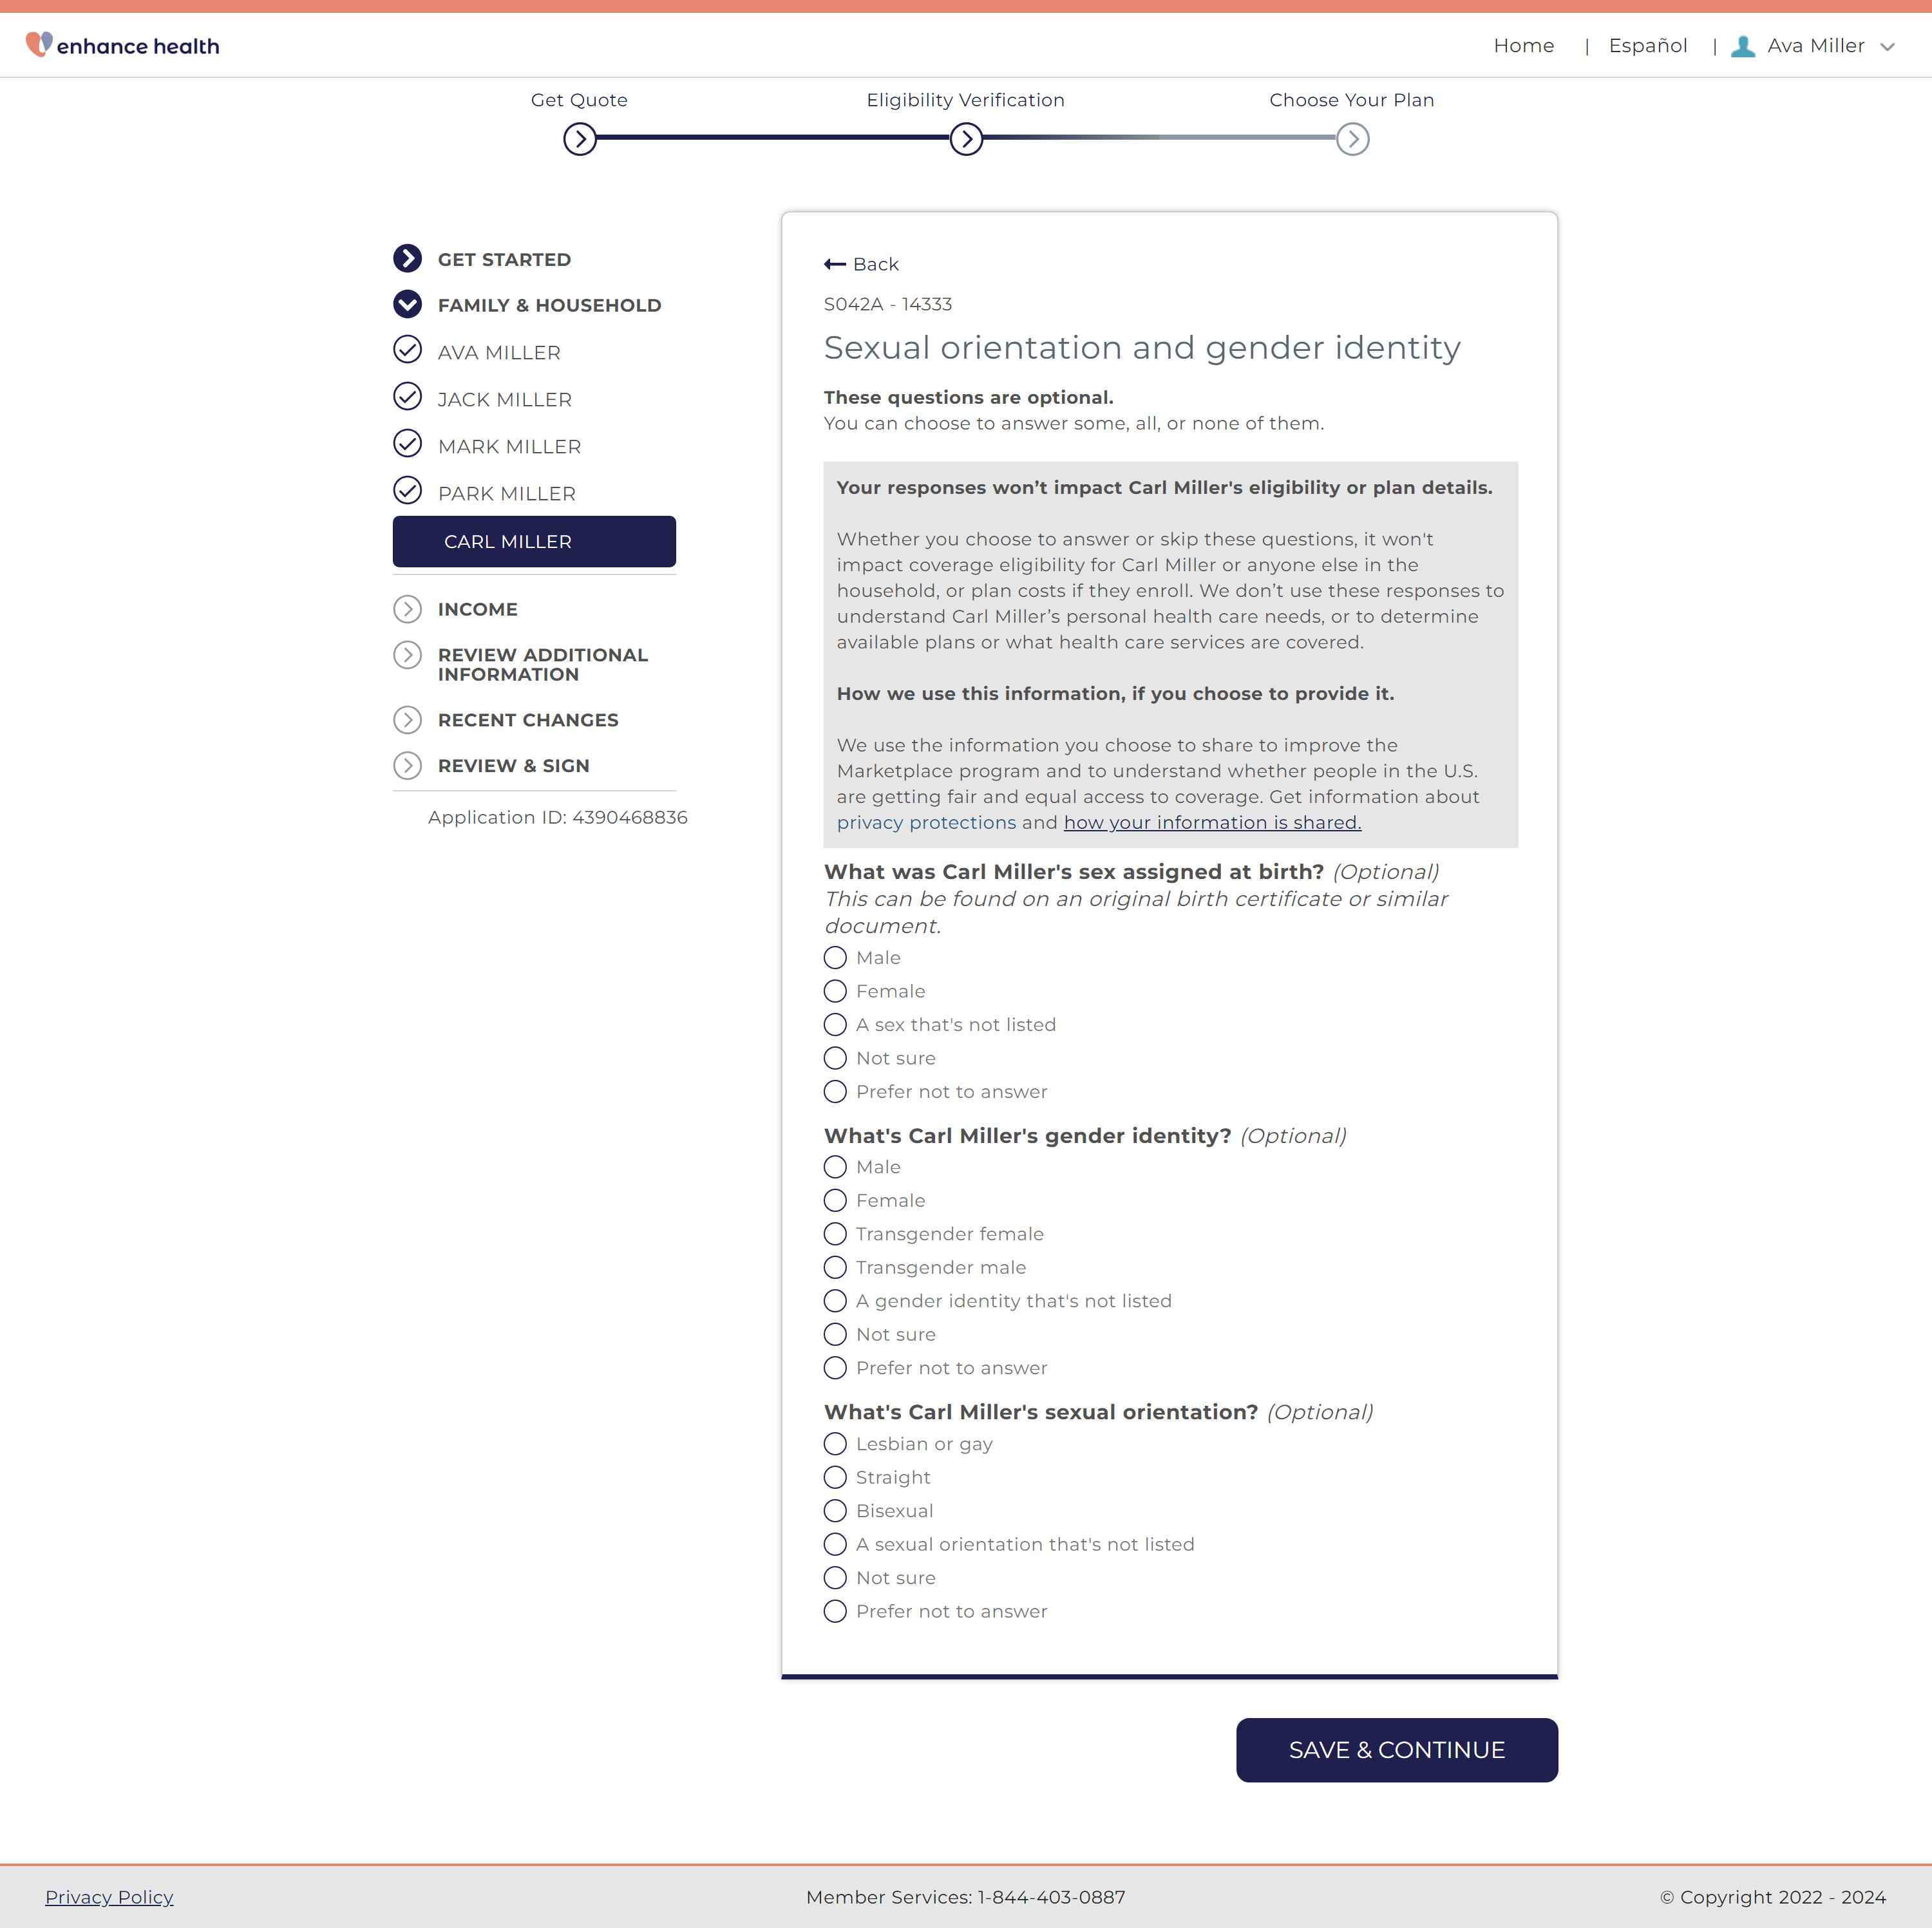 enhance health
Home | Español | Ava Miller
Get Quote
Eligibility Verification
Choose Your Plan
GET STARTED
FAMILY & HOUSEHOLD
AVA MILLER
JACK MILLER
MARK MILLER
PARK MILLER
CARL MILLER
INCOME
REVIEW ADDITIONAL
INFORMATION
RECENT CHANGES
REVIEW & SIGN
Application ID: 4390468836
Back
S042A - 14333
Sexual orientation and gender identity
These questions are optional.
You can choose to answer some, all, or none of them.
Your responses won’t impact Carl Miller's eligibility or plan details.
Whether you choose to answer or skip these questions, it won't
impact coverage eligibility for Carl Miller or anyone else in the
household, or plan costs if they enroll. We don’t use these responses to
understand Carl Miller’s personal health care needs, or to determine
available plans or what health care services are covered.
How we use this information, if you choose to provide it.
We use the information you choose to share to improve the
Marketplace program and to understand whether people in the U.S.
are getting fair and equal access to coverage. Get information about
privacy protections and how your information is shared.
What was Carl Miller's sex assigned at birth? (Optional)
This can be found on an original birth certificate or similar
document.
Male
Female
A sex that's not listed
Not sure
Prefer not to answer
What's Carl Miller's gender identity? (Optional)
Male
Female
Transgender female
Transgender male
A gender identity that's not listed
Not sure
Prefer not to answer
What's Carl Miller's sexual orientation? (Optional)
Lesbian or gay
Straight
Bisexual
A sexual orientation that's not listed
Not sure
Prefer not to answer
SAVE & CONTINUE
Privacy Policy
Member Services: 1-844-403-0887
© Copyright 2022 - 2024